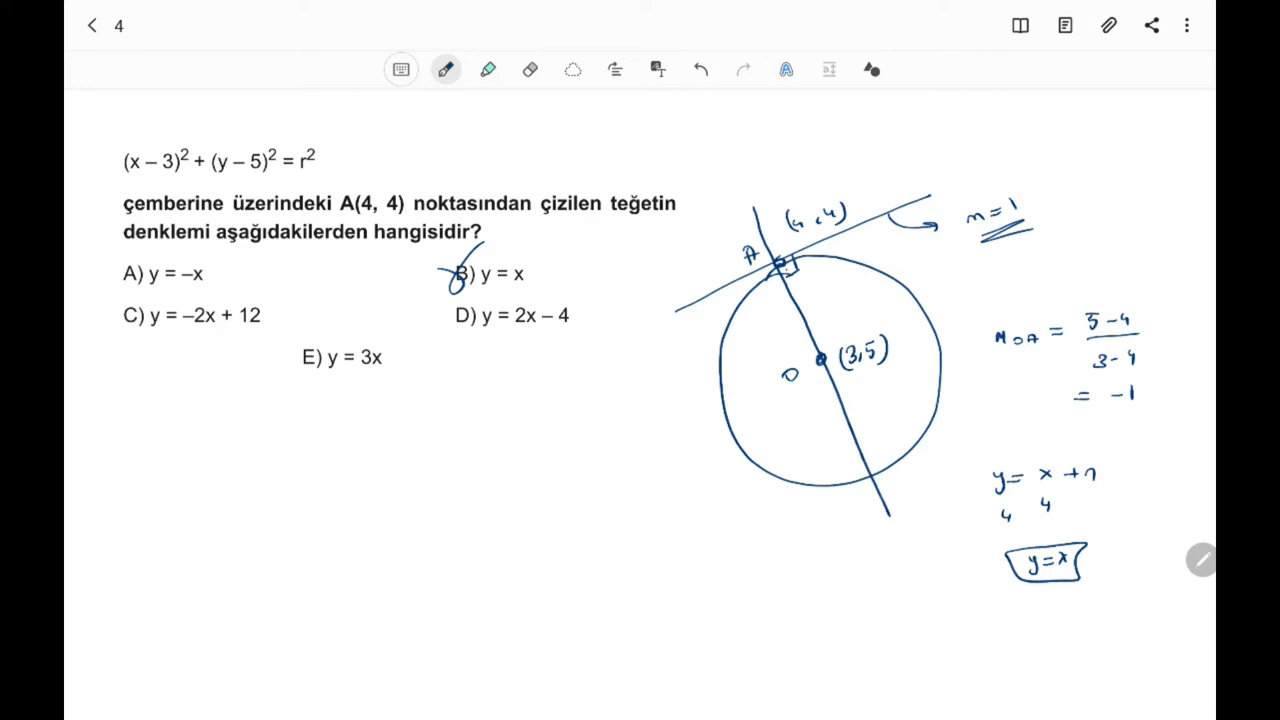 4
(x – 3)² + (y – 5)² = r²
çemberine üzerindeki A(4, 4) noktasından çizilen teğetin
denklemi aşağıdakilerden hangisidir?
A) y = –x
B) y = x
C) y = –2x + 12
D) y = 2x – 4
E) y = 3x
(4,4)
A
m = 1
(3,5)
O
M OA = 5-4
3-4
= -1
y = x + n
4 4
y = x